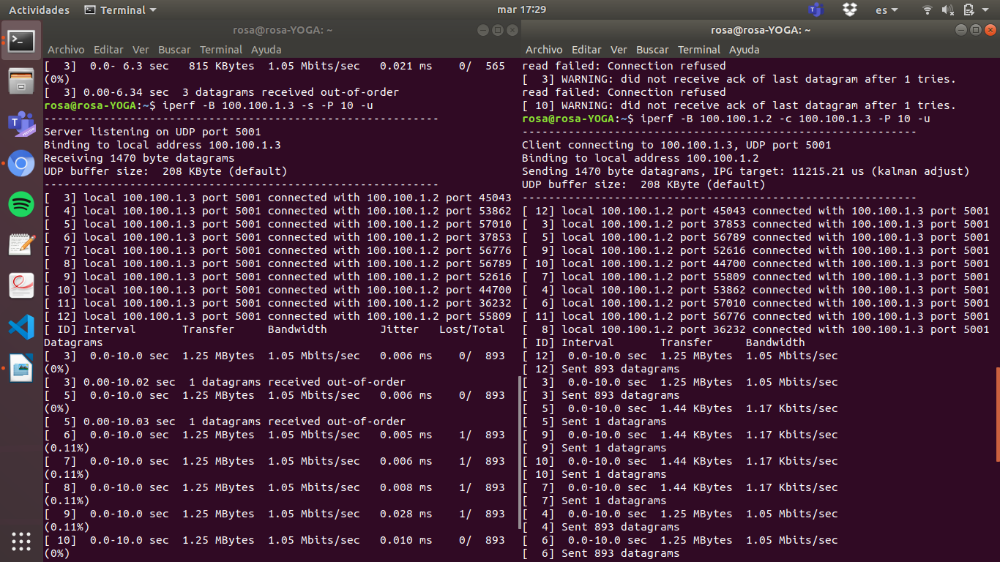 Actividades
Terminal
mar 17:29
es
rosa@rosa-YOGA: ~
Archivo Editar Ver Buscar Terminal Ayuda
[  3]  0.0- 6.3 sec   815 KBytes  1.05 Mbits/sec   0.021 ms    0/  565
(0%)
[  3] 0.00-6.34 sec  3 datagrams received out-of-order
rosa@rosa-YOGA:~$ iperf -B 100.100.1.3 -s -P 10 -u
------------------------------------------------------------
Server listening on UDP port 5001
Binding to local address 100.100.1.3
Receiving 1470 byte datagrams
UDP buffer size:  208 KByte (default)
------------------------------------------------------------
[  3] local 100.100.1.3 port 5001 connected with 100.100.1.2 port 45043
[  4] local 100.100.1.3 port 5001 connected with 100.100.1.2 port 53862
[  5] local 100.100.1.3 port 5001 connected with 100.100.1.2 port 57010
[  6] local 100.100.1.3 port 5001 connected with 100.100.1.2 port 37853
[  7] local 100.100.1.3 port 5001 connected with 100.100.1.2 port 56776
[  8] local 100.100.1.3 port 5001 connected with 100.100.1.2 port 56789
[  9] local 100.100.1.3 port 5001 connected with 100.100.1.2 port 52616
[ 10] local 100.100.1.3 port 5001 connected with 100.100.1.2 port 44700
[ 11] local 100.100.1.3 port 5001 connected with 100.100.1.2 port 36232
[ 12] local 100.100.1.3 port 5001 connected with 100.100.1.2 port 55809
[ ID] Interval       Transfer     Bandwidth        Jitter   Lost/Total
Datagrams
[  3]  0.0-10.0 sec  1.25 MBytes  1.05 Mbits/sec   0.006 ms    0/  893
(0%)
[  3] 0.00-10.02 sec  1 datagrams received out-of-order
[  5]  0.0-10.0 sec  1.25 MBytes  1.05 Mbits/sec   0.006 ms    0/  893
(0%)
[  5] 0.00-10.03 sec  1 datagrams received out-of-order
[  6]  0.0-10.0 sec  1.25 MBytes  1.05 Mbits/sec   0.005 ms    1/  893
(0.11%)
[  7]  0.0-10.0 sec  1.25 MBytes  1.05 Mbits/sec   0.006 ms    1/  893
(0.11%)
[  8]  0.0-10.0 sec  1.25 MBytes  1.05 Mbits/sec   0.008 ms    1/  893
(0.11%)
[  9]  0.0-10.0 sec  1.25 MBytes  1.05 Mbits/sec   0.028 ms    1/  893
(0.11%)
[ 10]  0.0-10.0 sec  1.25 MBytes  1.05 Mbits/sec   0.010 ms    0/  893
(0%)
rosa@rosa-YOGA: ~
Archivo Editar Ver Buscar Terminal Ayuda
read failed: Connection refused
[  3] WARNING: did not receive ack of last datagram after 1 tries.
read failed: Connection refused
[ 10] WARNING: did not receive ack of last datagram after 1 tries.
rosa@rosa-YOGA:~$ iperf -B 100.100.1.2 -c 100.100.1.3 -P 10 -u
------------------------------------------------------------
Client connecting to 100.100.1.3, UDP port 5001
Binding to local address 100.100.1.2
Sending 1470 byte datagrams, IPG target: 11215.21 us (kalman adjust)
UDP buffer size:  208 KByte (default)
------------------------------------------------------------
[ 12] local 100.100.1.2 port 45043 connected with 100.100.1.3 port 5001
[  3] local 100.100.1.2 port 37853 connected with 100.100.1.3 port 5001
[  5] local 100.100.1.2 port 56789 connected with 100.100.1.3 port 5001
[  9] local 100.100.1.2 port 52616 connected with 100.100.1.3 port 5001
[ 10] local 100.100.1.2 port 44700 connected with 100.100.1.3 port 5001
[  7] local 100.100.1.2 port 55809 connected with 100.100.1.3 port 5001
[  4] local 100.100.1.2 port 53862 connected with 100.100.1.3 port 5001
[  6] local 100.100.1.2 port 57010 connected with 100.100.1.3 port 5001
[ 11] local 100.100.1.2 port 56776 connected with 100.100.1.3 port 5001
[  8] local 100.100.1.2 port 36232 connected with 100.100.1.3 port 5001
[ ID] Interval       Transfer     Bandwidth
[ 12]  0.0-10.0 sec  1.25 MBytes  1.05 Mbits/sec
[ 12] Sent 893 datagrams
[  3]  0.0-10.0 sec  1.25 MBytes  1.05 Mbits/sec
[  3] Sent 893 datagrams
[  5]  0.0-10.0 sec  1.44 KBytes  1.17 Kbits/sec
[  5] Sent 1 datagrams
[  9]  0.0-10.0 sec  1.44 KBytes  1.17 Kbits/sec
[  9] Sent 1 datagrams
[ 10]  0.0-10.0 sec  1.44 KBytes  1.17 Kbits/sec
[ 10] Sent 1 datagrams
[  7]  0.0-10.0 sec  1.44 KBytes  1.17 Kbits/sec
[  7] Sent 1 datagrams
[  4]  0.0-10.0 sec  1.25 MBytes  1.05 Mbits/sec
[  4] Sent 893 datagrams
[  6]  0.0-10.0 sec  1.25 MBytes  1.05 Mbits/sec
[  6] Sent 893 datagrams